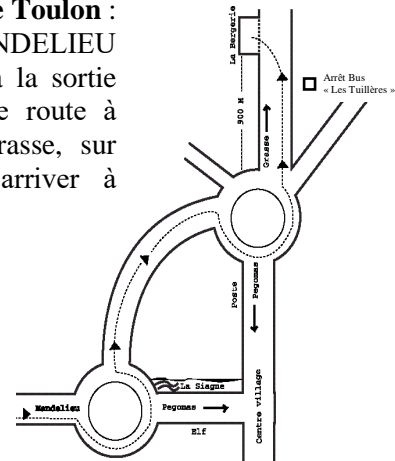 e Toulon :
NDELIEU
à la sortie
e route à
rasse, sur
arriver à
La Bergerie
900 M
Grasse
Arrêt Bus
« Les Tuillères »
Poste
Pegomas
La Siagne
Mandelieu
Pegomas
Elf
Centre village